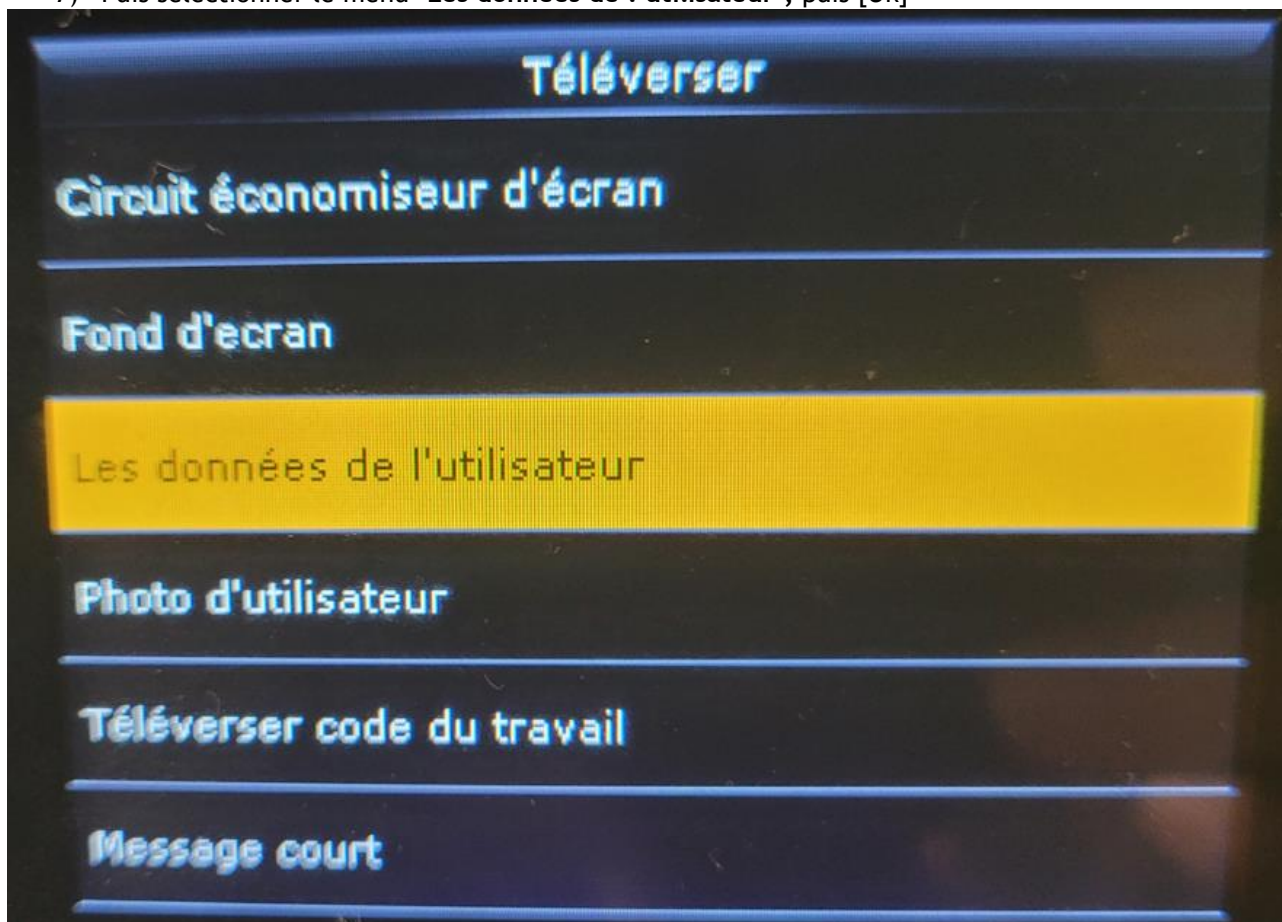 7) Puis sélectionner le menu "Les données de l'utilisateur", puis [OK]
Téléverser
Circuit économiseur d'écran
Fond d'ecran
Les données de l'utilisateur
Photo d'utilisateur
Téléverser code du travail
Message court